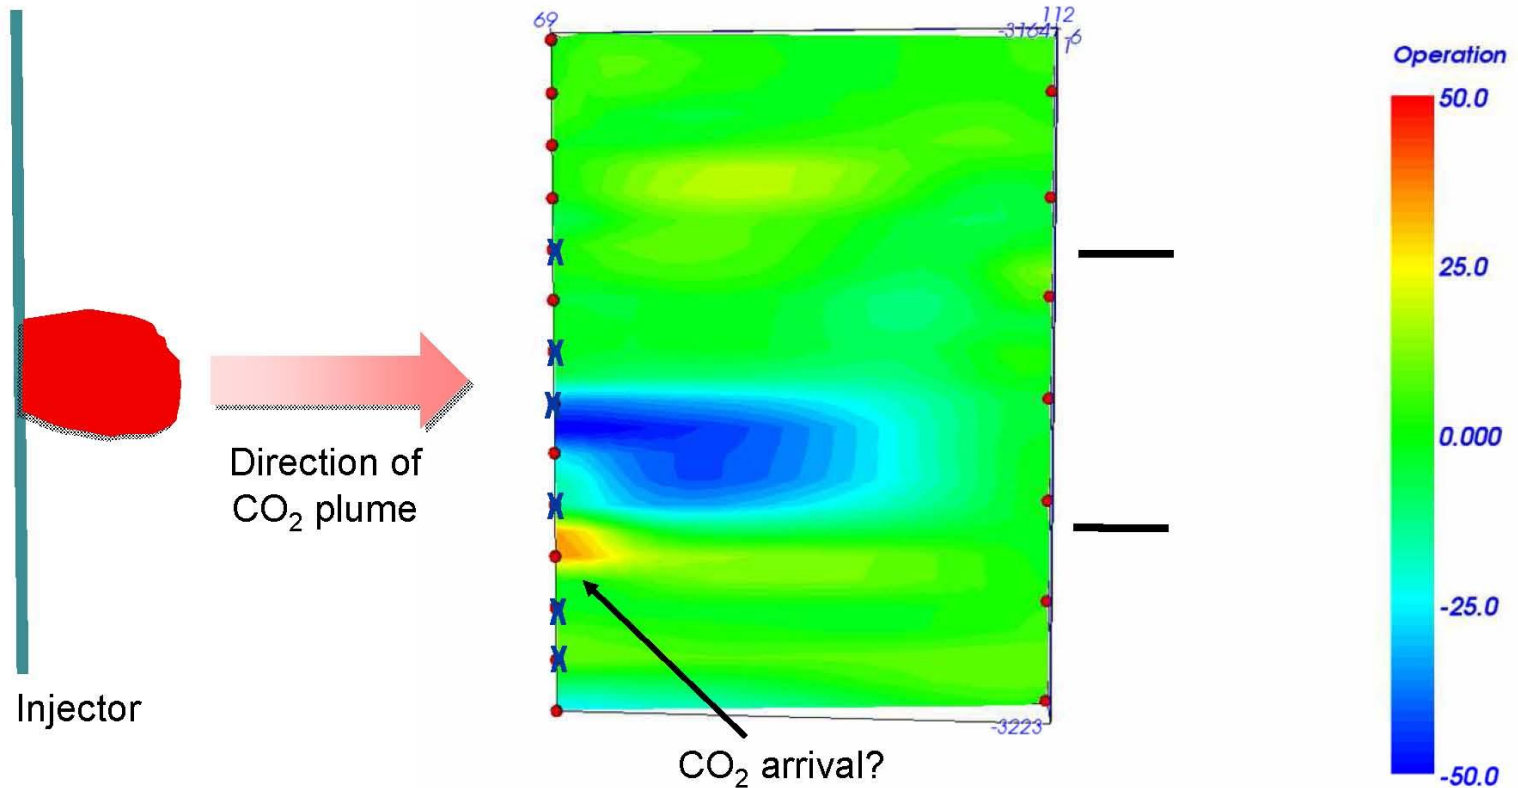 69
112
Operation
50.0
25.0
0.000
-25.0
-50.0
Direction of
CO₂ plume
Injector
-3223
CO₂ arrival?